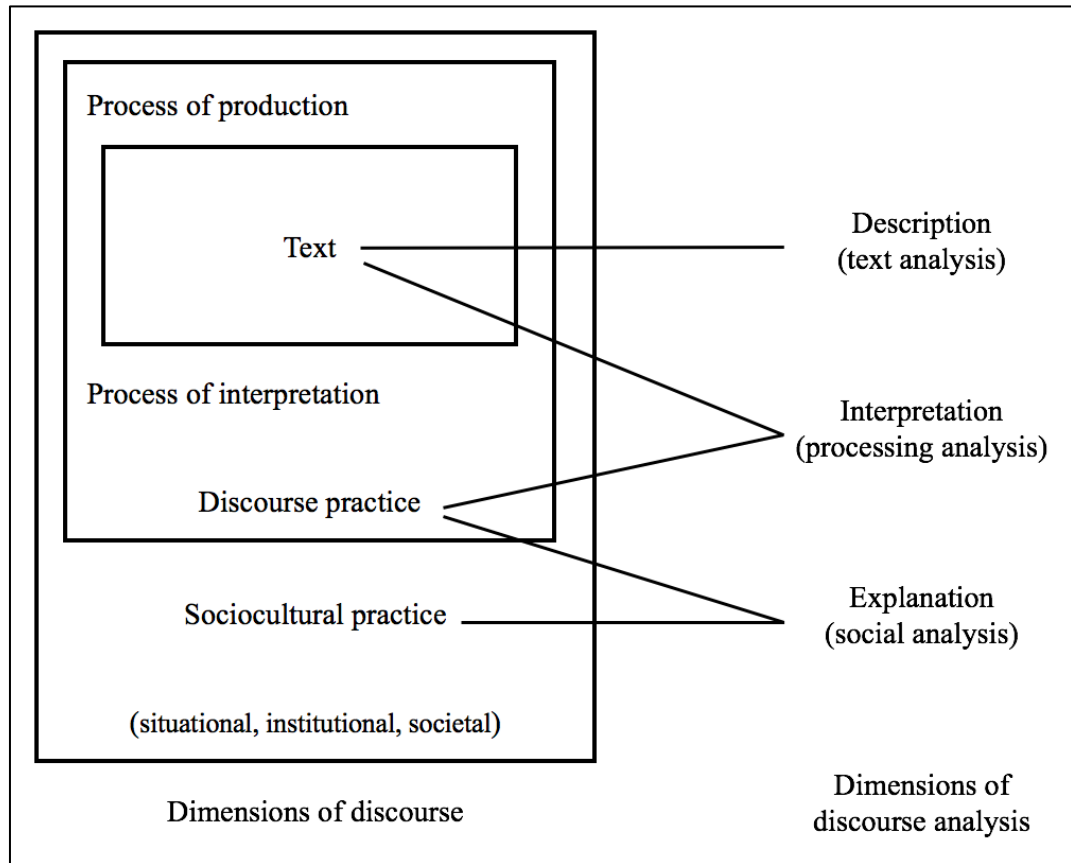 Process of production
Text
Process of interpretation
Discourse practice
Sociocultural practice
(situational, institutional, societal)
Dimensions of discourse
Description
(text analysis)
Interpretation
(processing analysis)
Explanation
(social analysis)
Dimensions of
discourse analysis